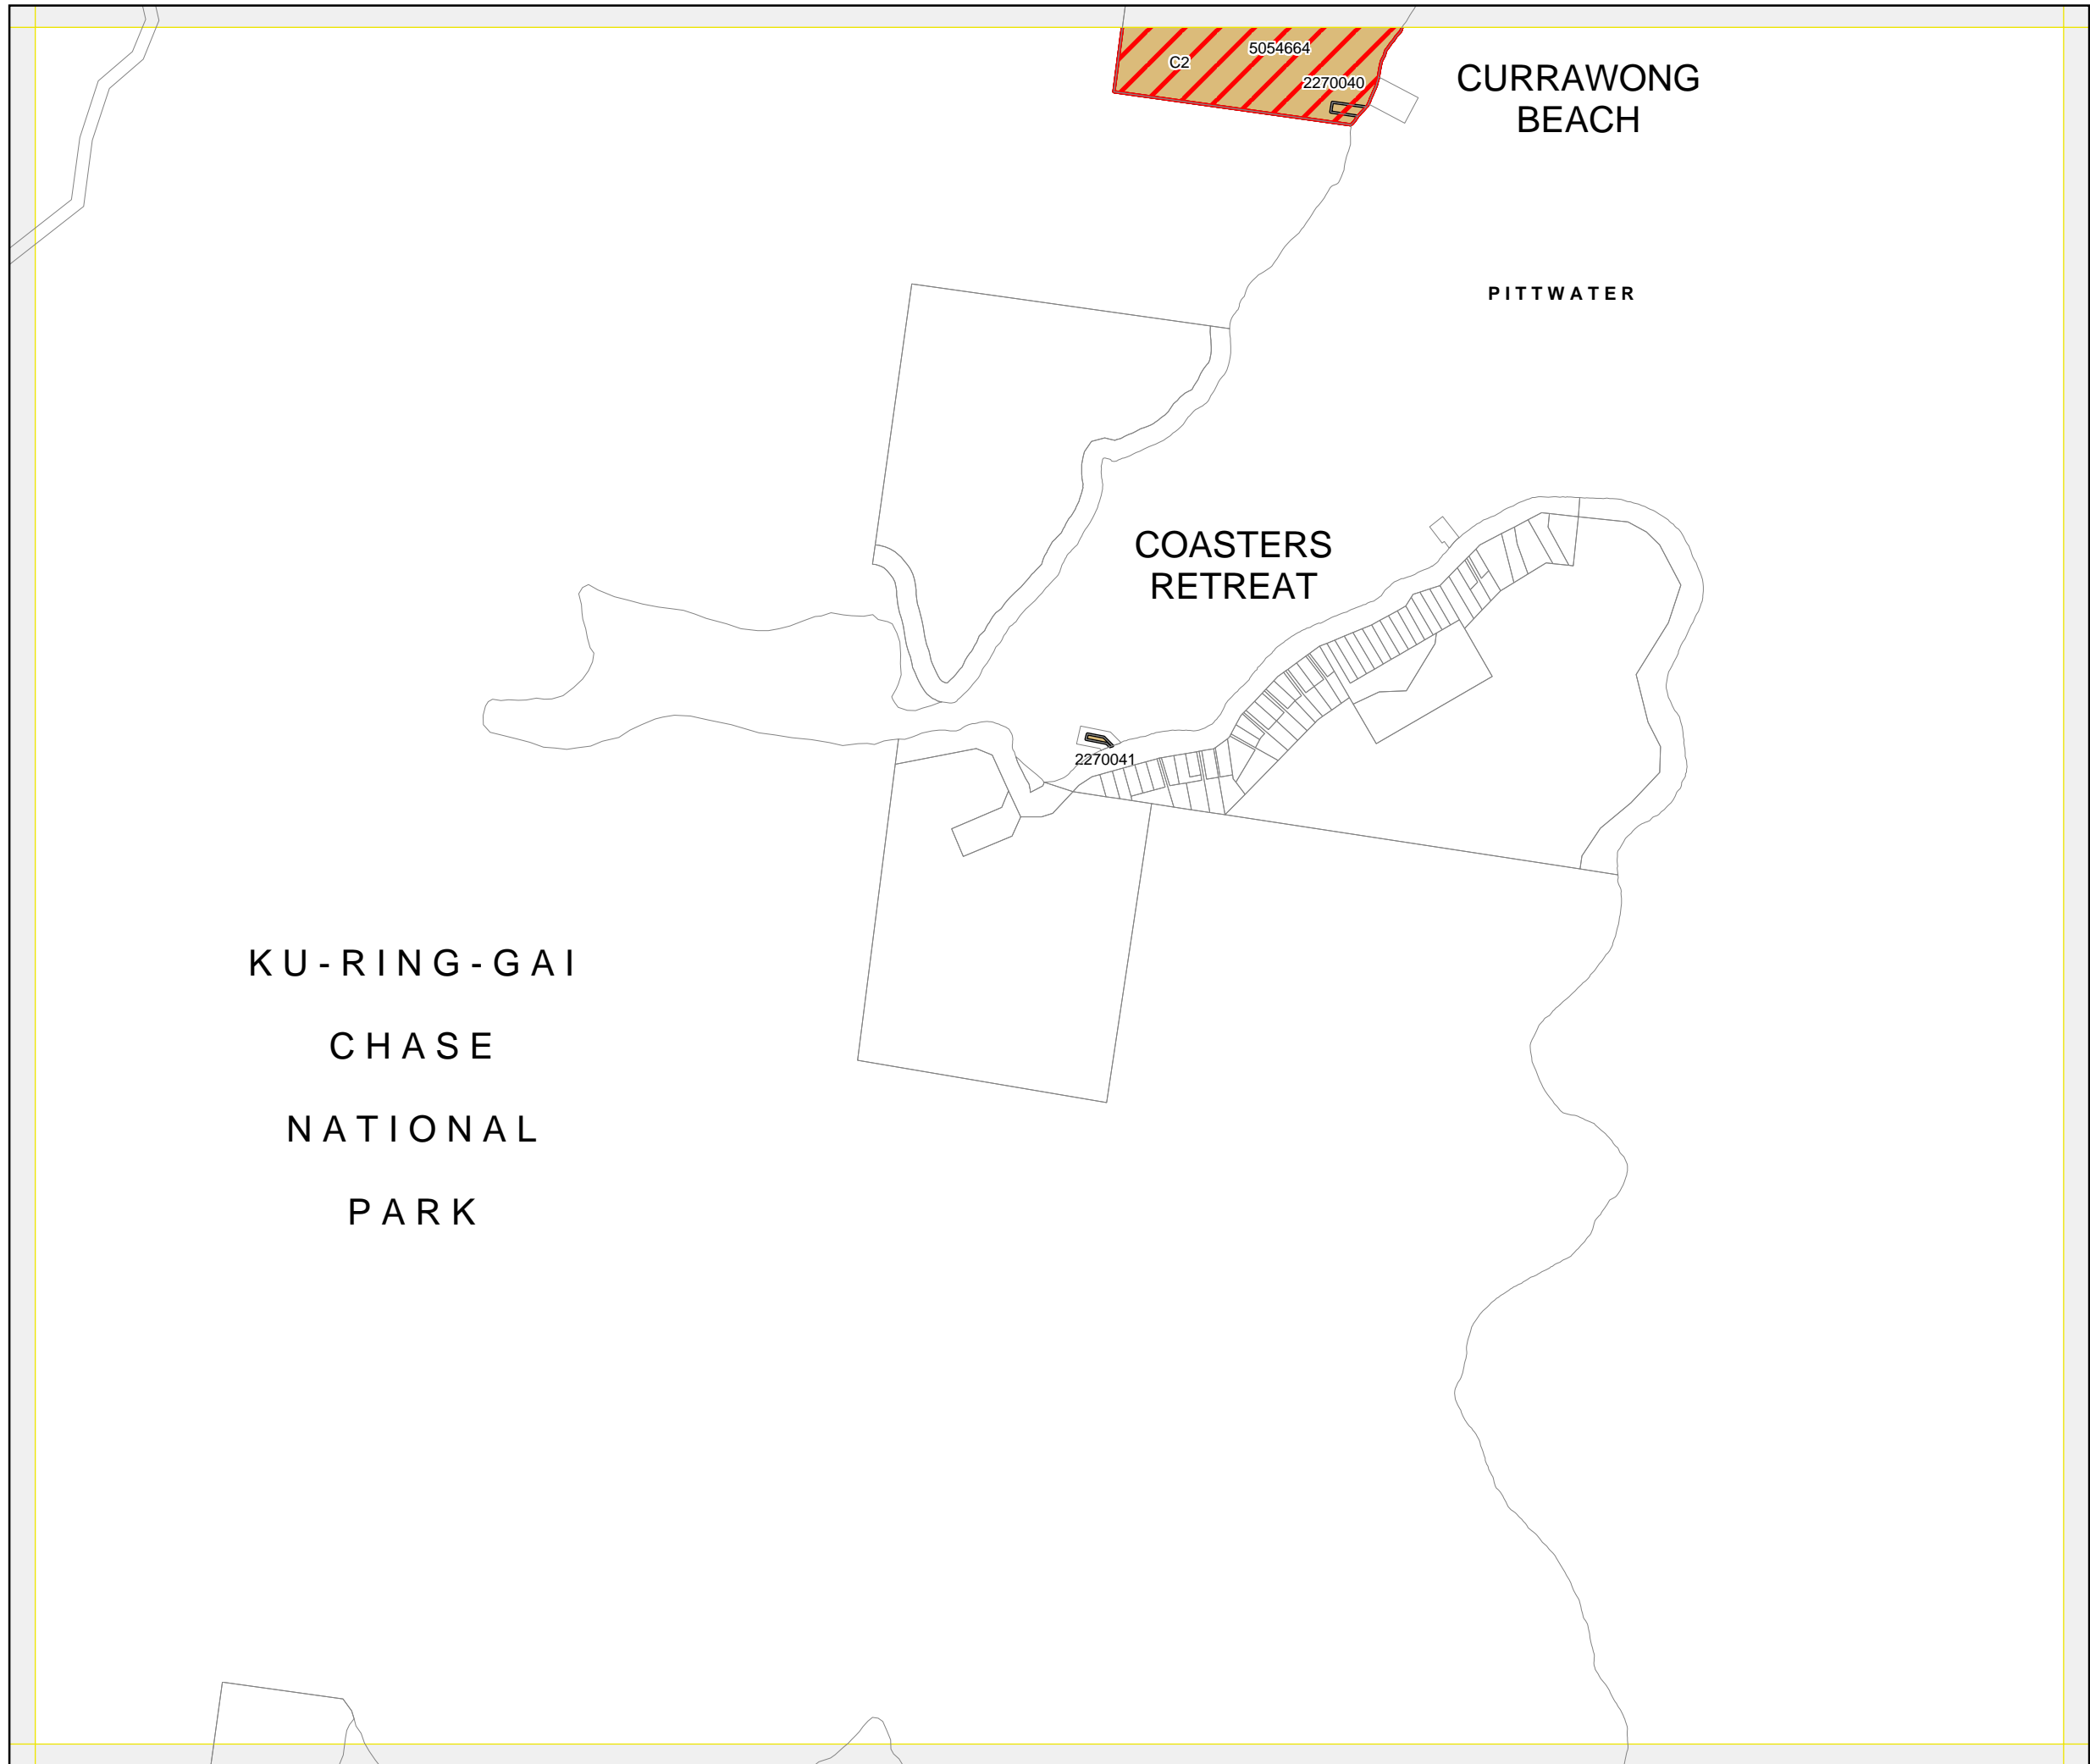 5054664
C2
2270040
CURRAWONG
BEACH
PITTWATER
COASTERS
RETREAT
2270041
KU-RING-GAI
CHASE
NATIONAL
PARK